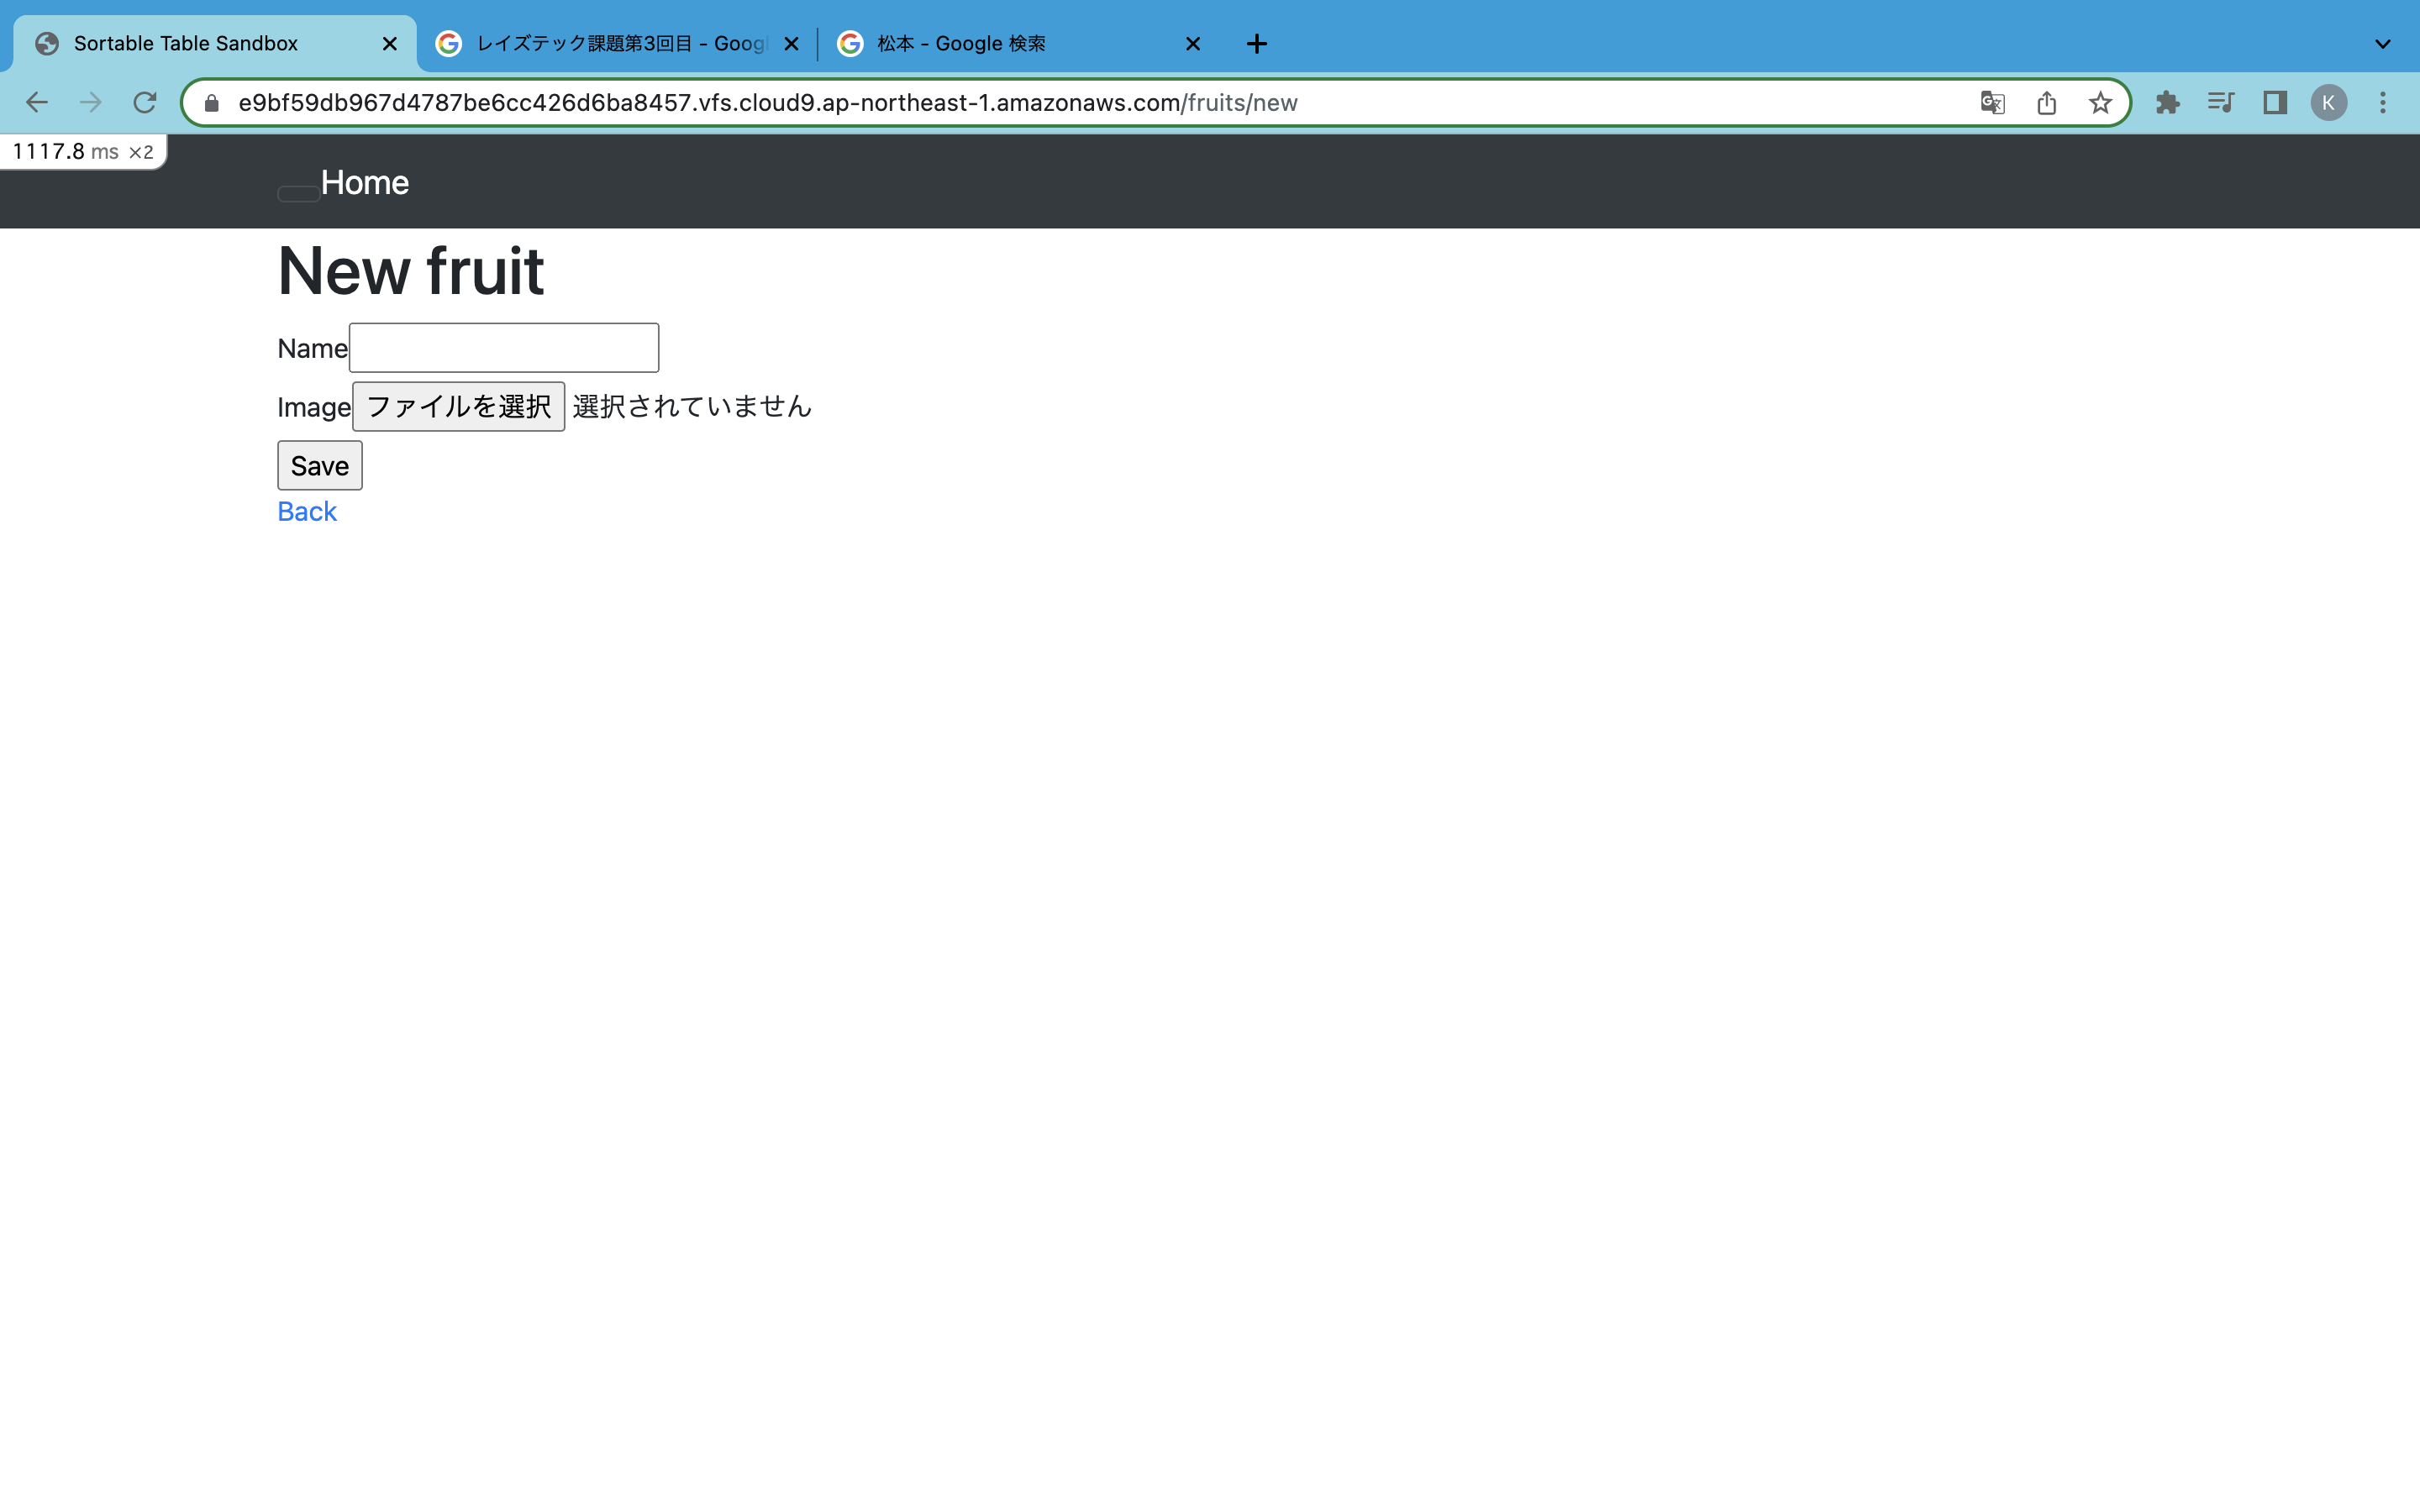 Sortable Table Sandbox
レイズテック課題第3回目 - Goog
松本 - Google 検索
e9bf59db967d4787be6cc426d6ba8457.vfs.cloud9.ap-northeast-1.amazonaws.com/fruits/new
K
1117.8 ms ×2
Home
New fruit
Name
Image ファイルを選択 選択されていません
Save
Back